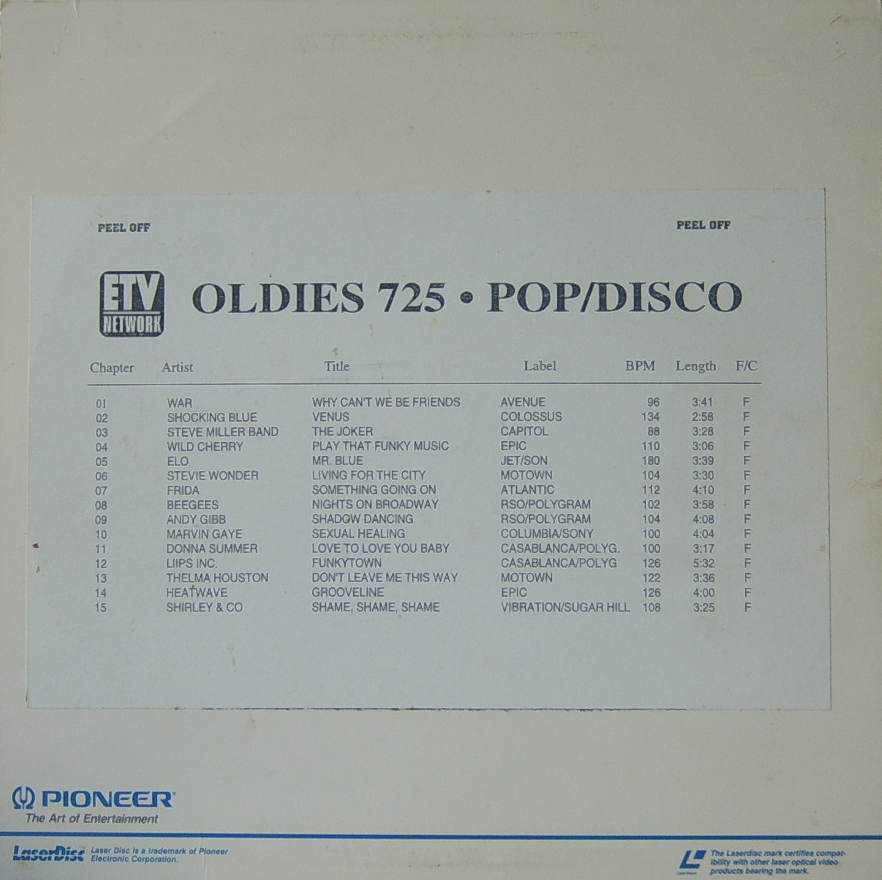 PEEL OFF PEEL OFF
ETV NETWORK OLDIES 725 • POP/DISCO
Chapter Artist Title Label BPM Length F/C
01 WAR WHY CAN'T WE BE FRIENDS AVENUE 96 3:41 F
02 SHOCKING BLUE VENUS COLOSSUS 134 2:58 F
03 STEVE MILLER BAND THE JOKER CAPITOL 88 3:28 F
04 WILD CHERRY PLAY THAT FUNKY MUSIC EPIC 110 3:06 F
05 ELO MR. BLUE JET/SON 180 3:39 F
06 STEVIE WONDER LIVING FOR THE CITY MOTOWN 104 3:30 F
07 FRIDA SOMETHING GOING ON ATLANTIC 112 4:10 F
08 BEEGEES NIGHTS ON BROADWAY RSO/POLYGRAM 102 3:58 F
09 ANDY GIBB SHADOW DANCING RSO/POLYGRAM 104 4:08 F
10 MARVIN GAYE SEXUAL HEALING COLUMBIA/SONY 100 4:04 F
11 DONNA SUMMER LOVE TO LOVE YOU BABY CASABLANCA/POLYG. 100 3:17 F
12 LIIPS INC. FUNKYTOWN CASABLANCA/POLYG 126 5:32 F
13 THELMA HOUSTON DON'T LEAVE ME THIS WAY MOTOWN 122 3:36 F
14 HEATWAVE GROOVELINE EPIC 126 4:00 F
15 SHIRLEY & CO SHAME, SHAME, SHAME VIBRATION/SUGAR HILL 108 3:25 F
PIONEER®
The Art of Entertainment
LaserDisc Laser Disc is a trademark of Pioneer
Electronic Corporation.
The Laserdisc mark certifies compat-
ibility with other laser optical video
products bearing the mark.